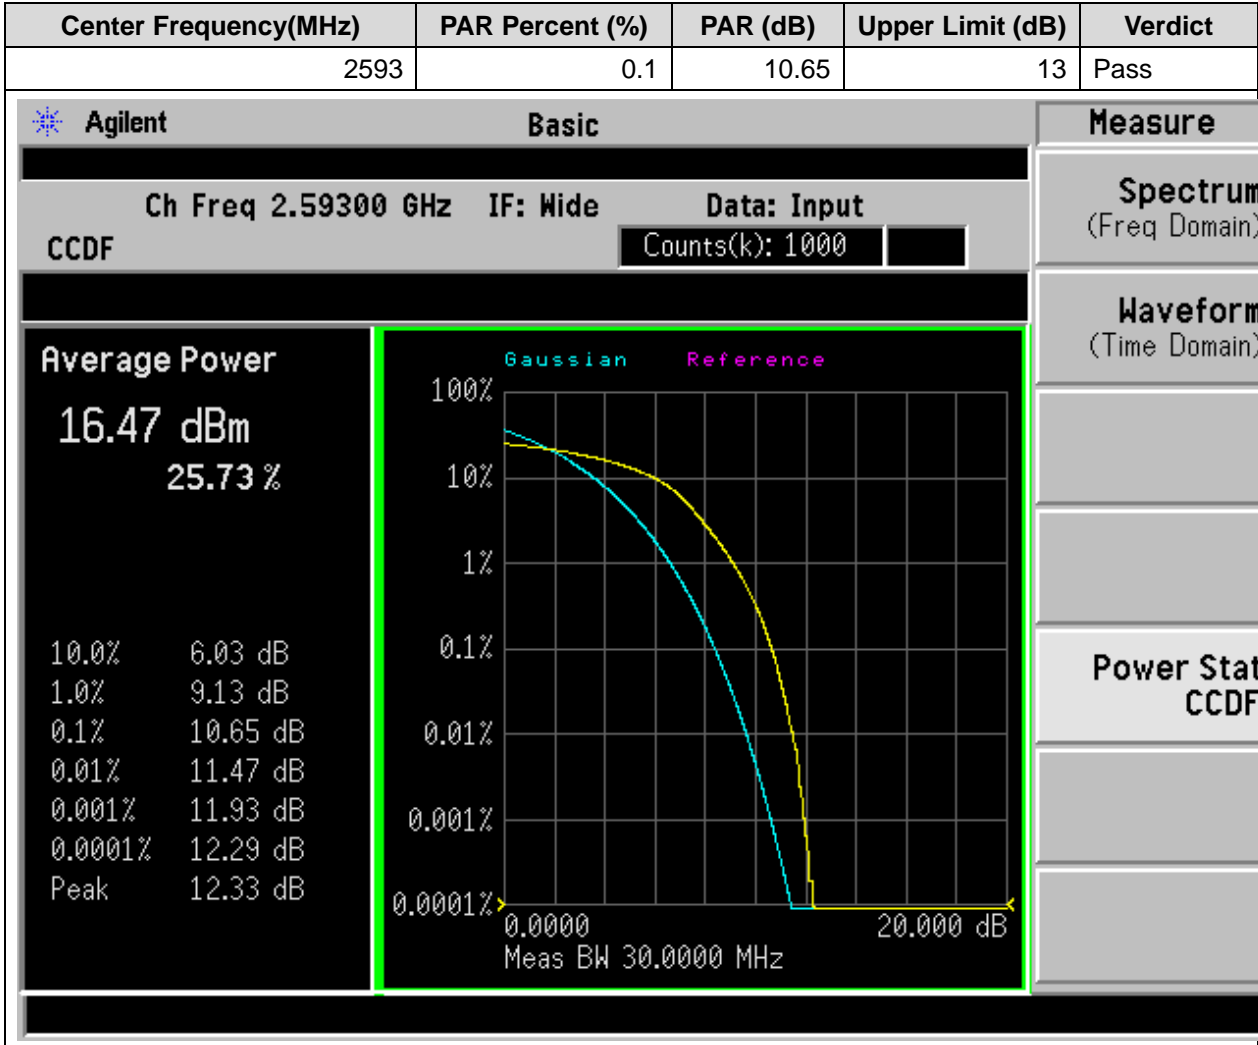 Center Frequency(MHz) PAR Percent (%) PAR (dB) Upper Limit (dB) Verdict
2593 0.1 10.65 13 Pass
Agilent Basic Measure
Ch Freq 2.59300 GHz IF: Wide Data: Input
CCDF Counts(k): 1000
Spectrum
(Freq Domain)
Waveform
(Time Domain)
Power Stat
CCDF
Average Power
16.47 dBm
25.73 %
10.0% 6.03 dB
1.0% 9.13 dB
0.1% 10.65 dB
0.01% 11.47 dB
0.001% 11.93 dB
0.0001% 12.29 dB
Peak 12.33 dB
Gaussian Reference
100%
10%
1%
0.1%
0.01%
0.001%
0.0001%
0.0000 20.000 dB
Meas BW 30.0000 MHz